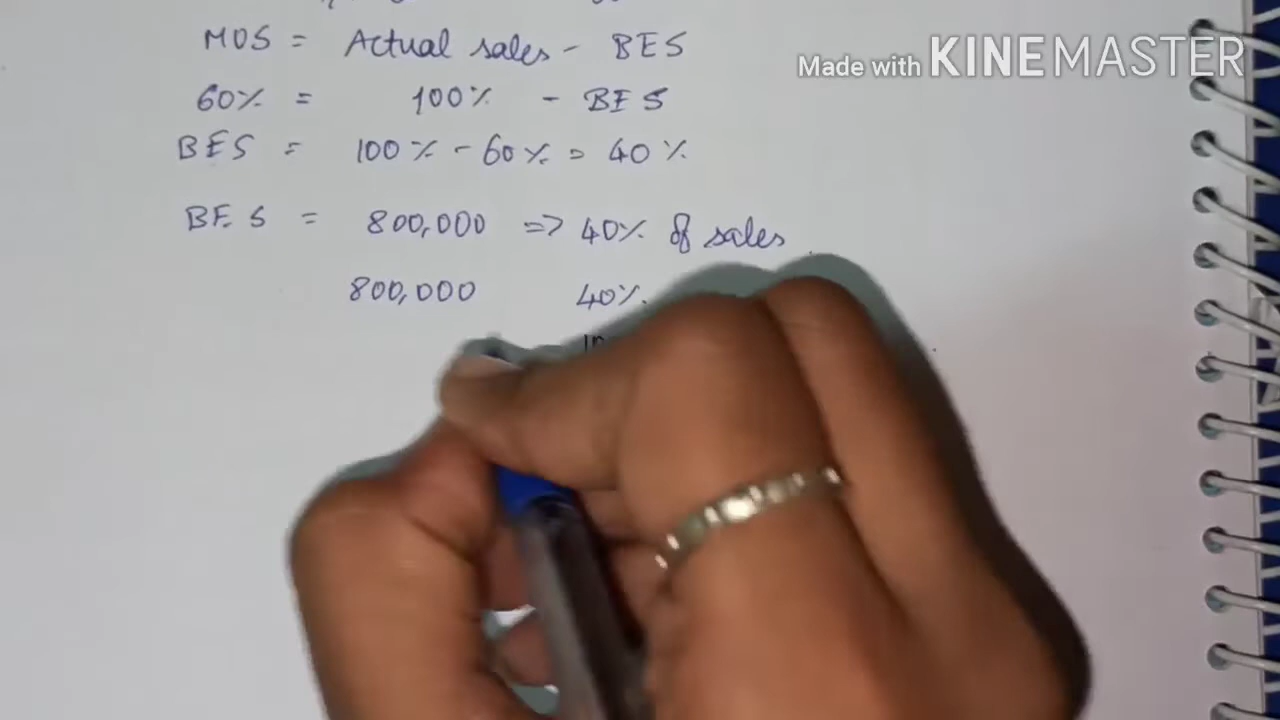 MOS = Actual sales - BES
Made with KINEMASTER
60% = 100% - BES
BES = 100% - 60% = 40%
BES = 800,000 => 40% of sales
800,000 40%